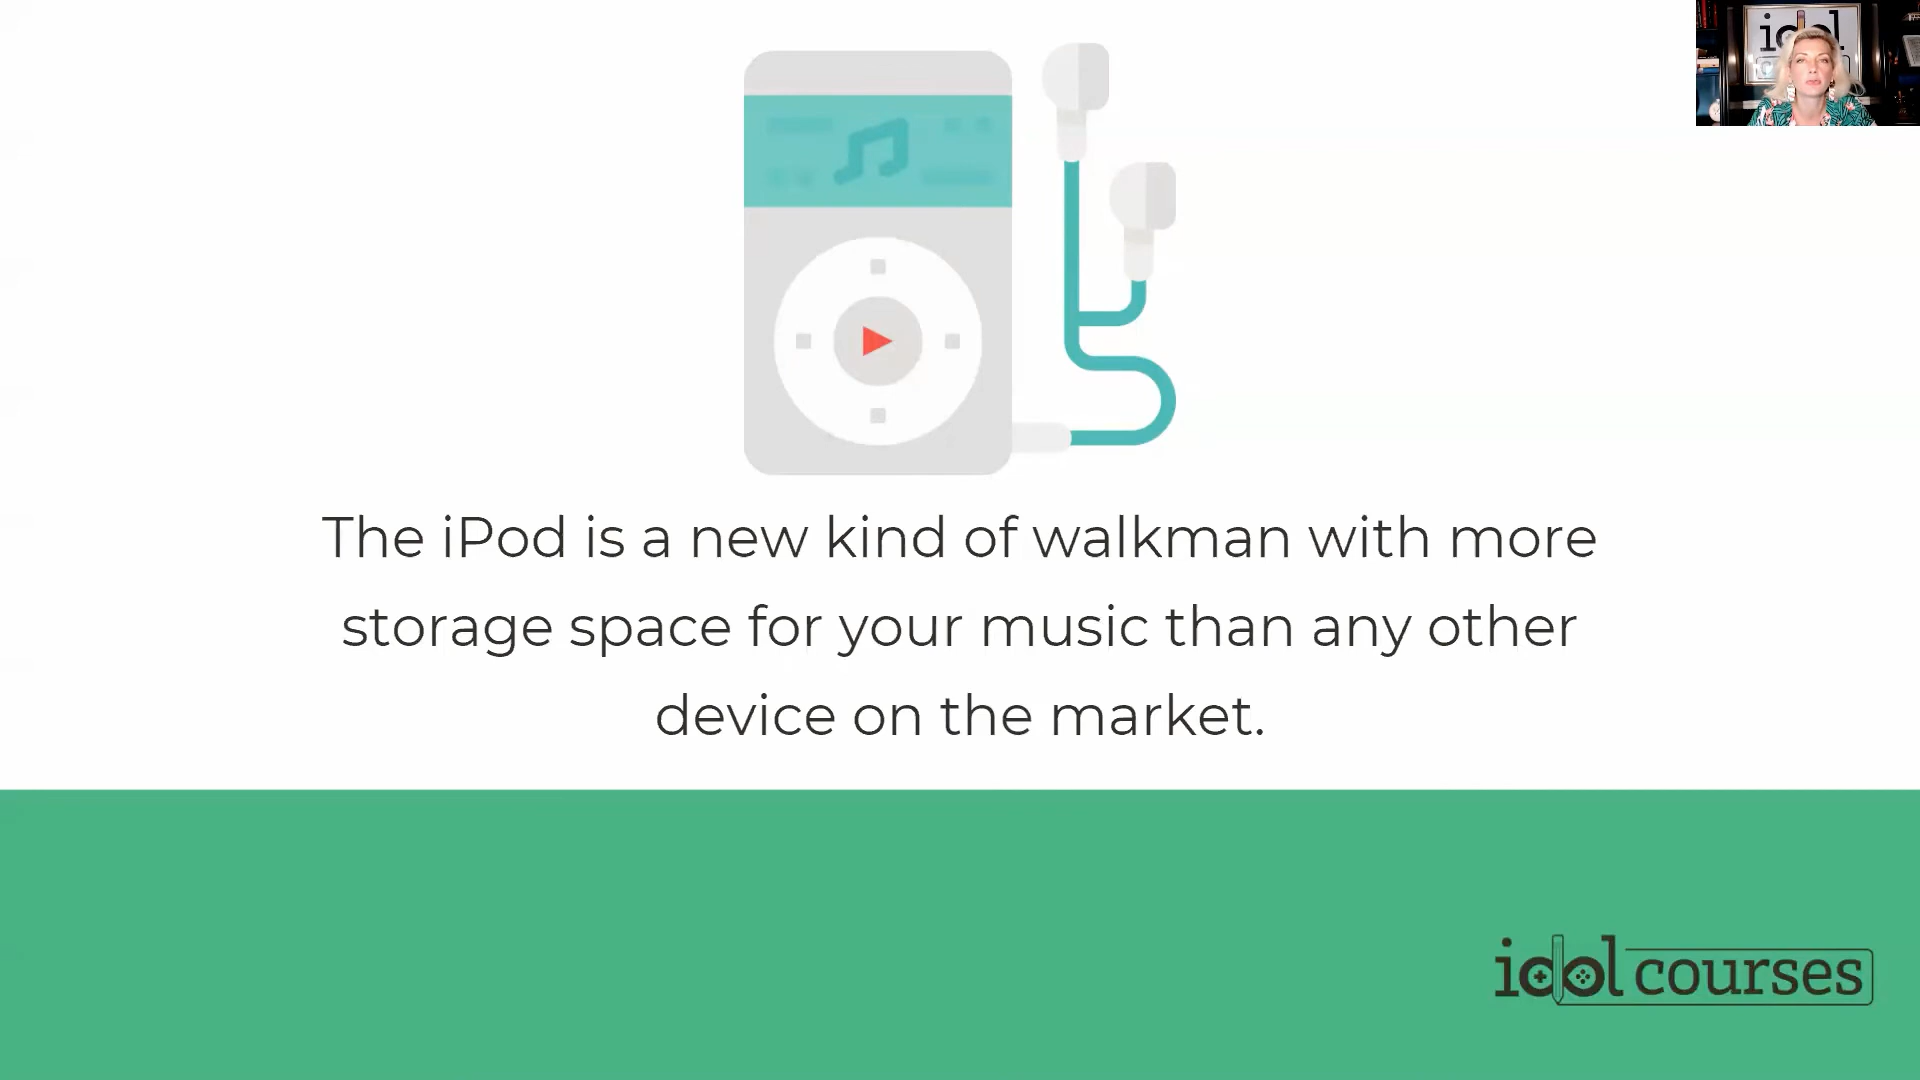 idol
The iPod is a new kind of walkman with more
storage space for your music than any other
device on the market.
idol courses